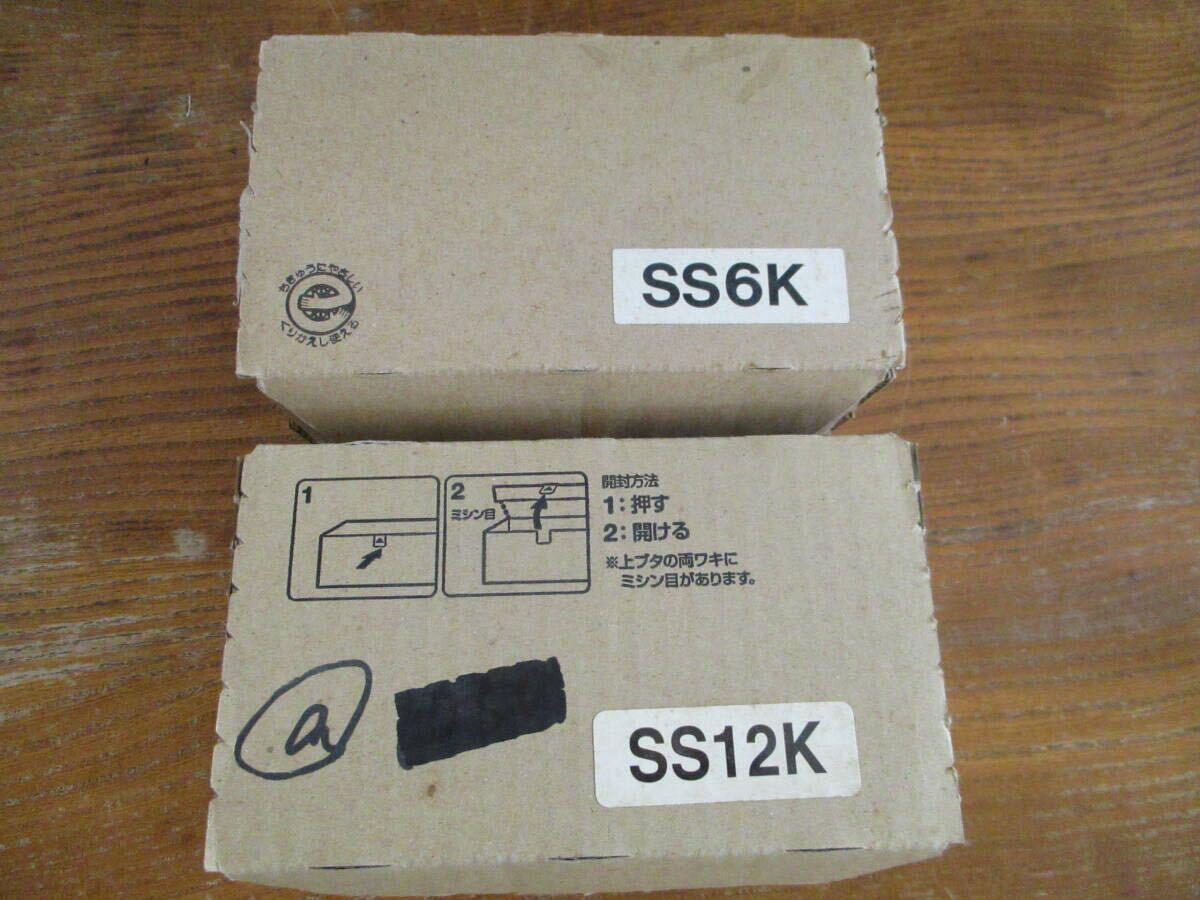 SS6K
ちきゅうにやさしい
くりかえし使える
1
2
ミシン目
開封方法
1:押す
2:開ける
※上ブタの両ワキに
ミシン目があります。
a
SS12K